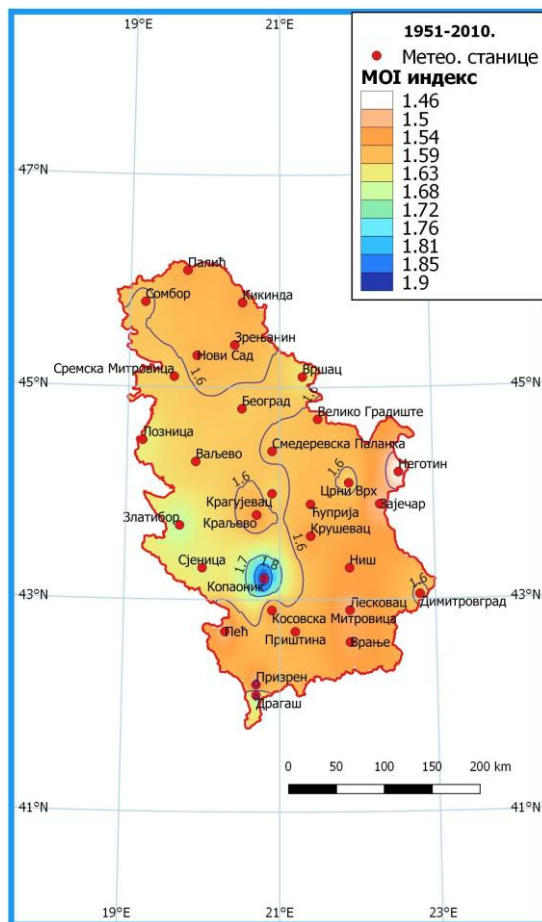 19°E
21°E
1951-2010.
Метео. станице
МОI индекс
1.46
1.5
1.54
1.59
1.63
1.68
1.72
1.76
1.81
1.85
1.9
47°N
Палић
Сомбор
Кикинда
Зрењанин
Нови Сад
1.6
Сремска Митровица
Вршац
45°N
45°N
Београд
Велико Градиште
Лозница
Смедеревска Паланка
Ваљево
Неготин
1.6
1.6
Црни Врх
Крагујевац
Зајечар
Златибор
Ћуприја
Краљево
Крушевац
1.6
Сјеница
1.7
1.8
Ниш
Копаоник
1.6
43°N
43°N
Димитровград
Лесковац
Косовска Митровица
Пећ
Приштина
Врање
Призрен
Драгаш
0 50 100 150 200 km
41°N
41°N
19°E
21°E
23°E